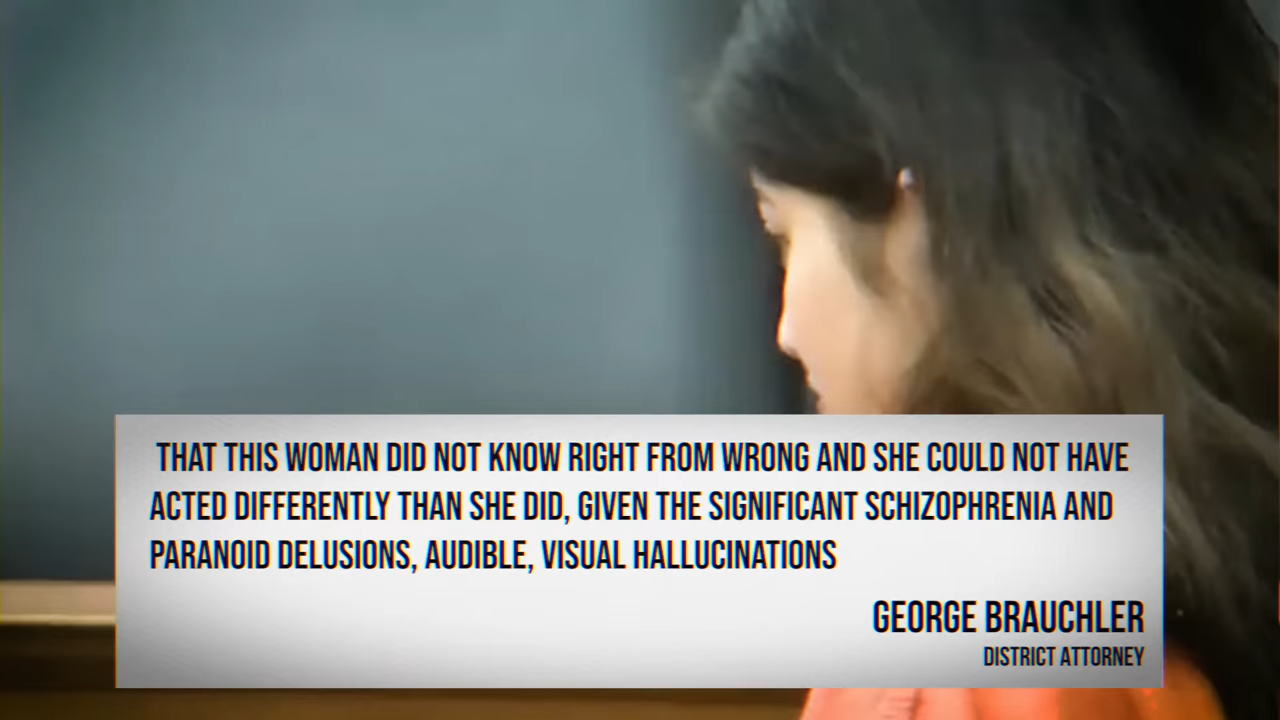 THAT THIS WOMAN DID NOT KNOW RIGHT FROM WRONG AND SHE COULD NOT HAVE
ACTED DIFFERENTLY THAN SHE DID, GIVEN THE SIGNIFICANT SCHIZOPHRENIA AND
PARANOID DELUSIONS, AUDIBLE, VISUAL HALLUCINATIONS
GEORGE BRAUCHLER
DISTRICT ATTORNEY